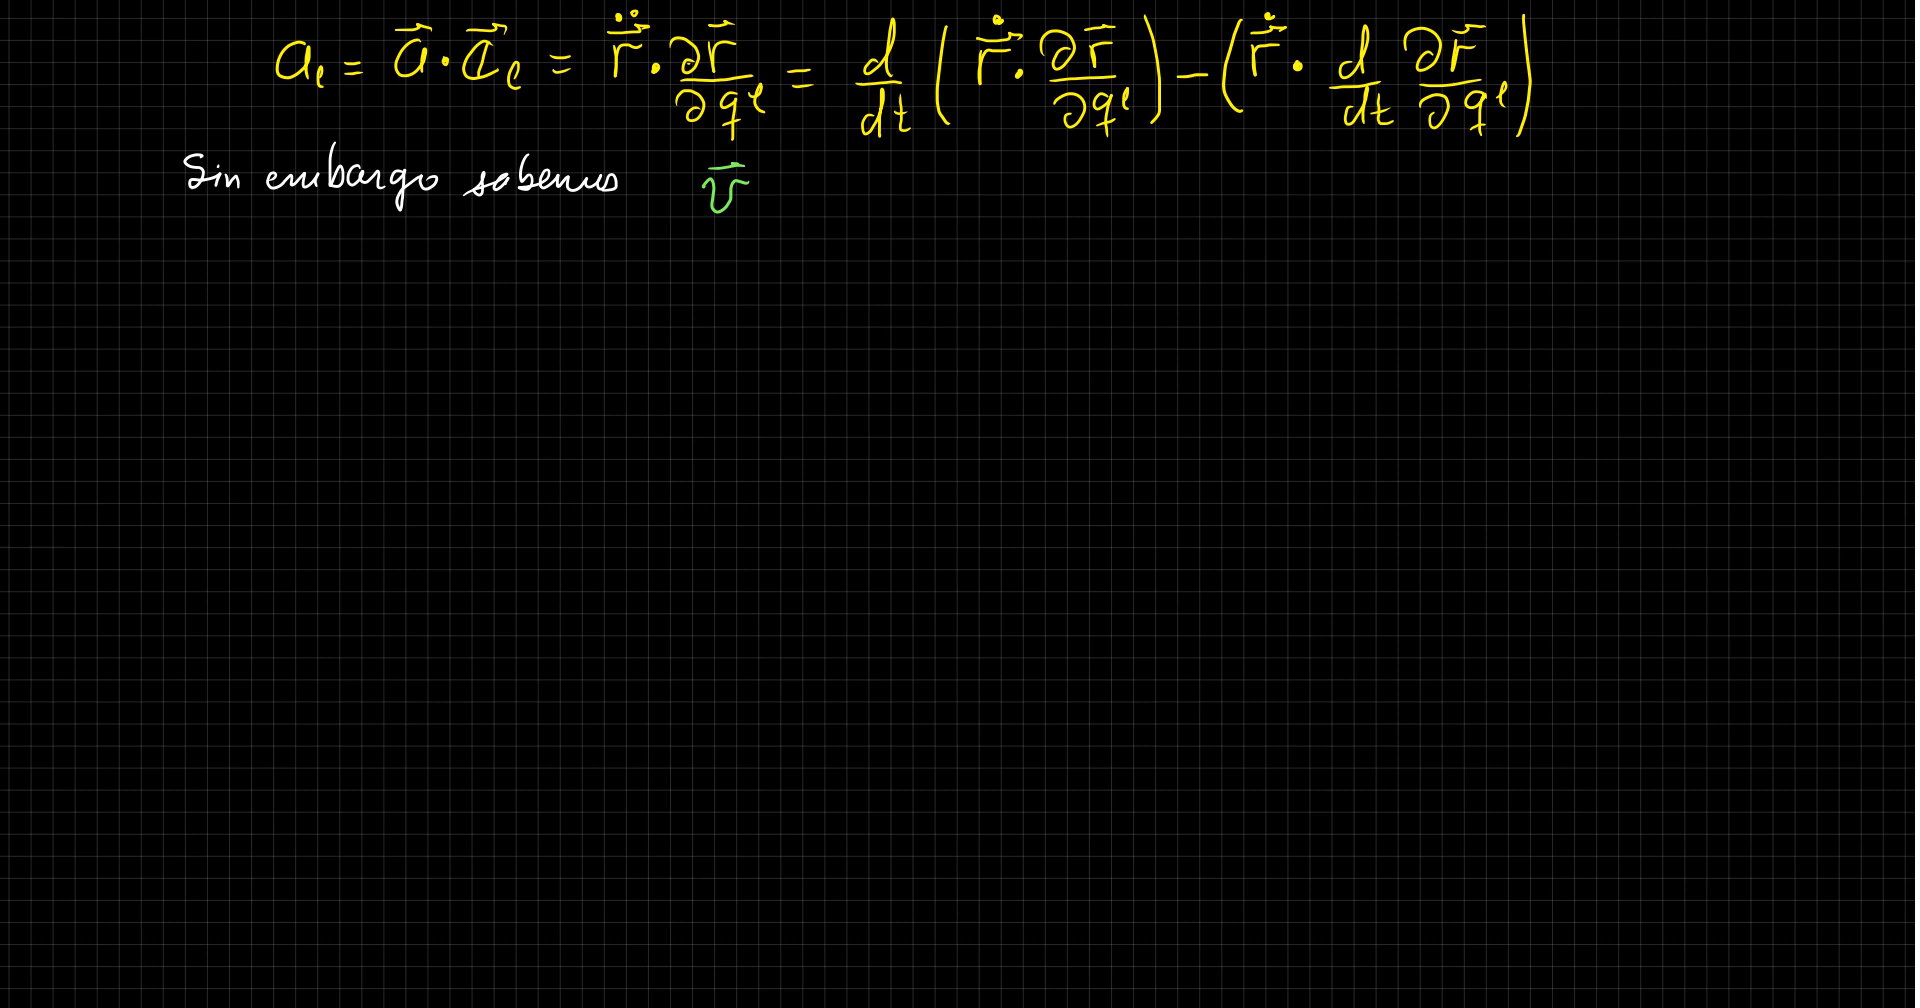 a_ℓ = \vec{a} · \vec{a}_ℓ = \ddot{\vec{r}} · ∂\vec{r}/∂q^ℓ = d/dt ( \dot{\vec{r}} · ∂\vec{r}/∂q^ℓ ) − ( \dot{\vec{r}} · d/dt ∂\vec{r}/∂q^ℓ )
Sin embargo sabemos \vec{v}